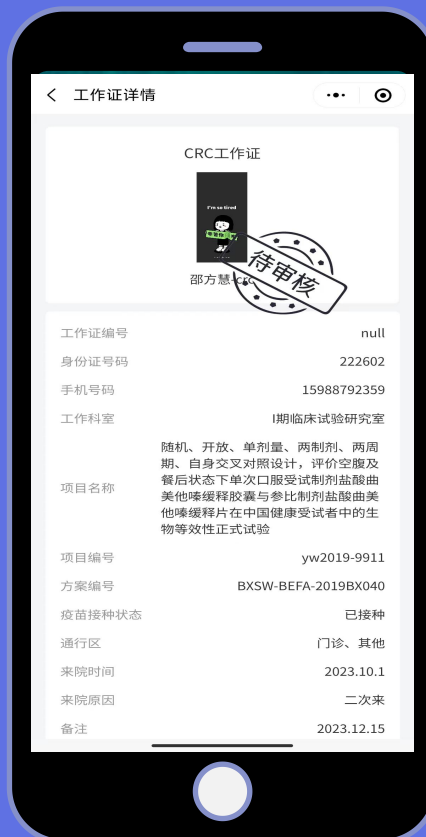 工作证详情
CRC工作证
I'm so tired
邵方慧-crc
待审核
工作证编号 null
身份证号码 222602
手机号码 15988792359
工作科室 I期临床试验研究室
项目名称
随机、开放、单剂量、两制剂、两周
期、自身交叉对照设计，评价空腹及
餐后状态下单次口服受试制剂盐酸曲
美他嗪缓释胶囊与参比制剂盐酸曲美
他嗪缓释片在中国健康受试者中的生
物等效性正式试验
项目编号 yw2019-9911
方案编号 BXSW-BEFA-2019BX040
疫苗接种状态 已接种
通行区 门诊、其他
来院时间 2023.10.1
来院原因 二次来
备注 2023.12.15